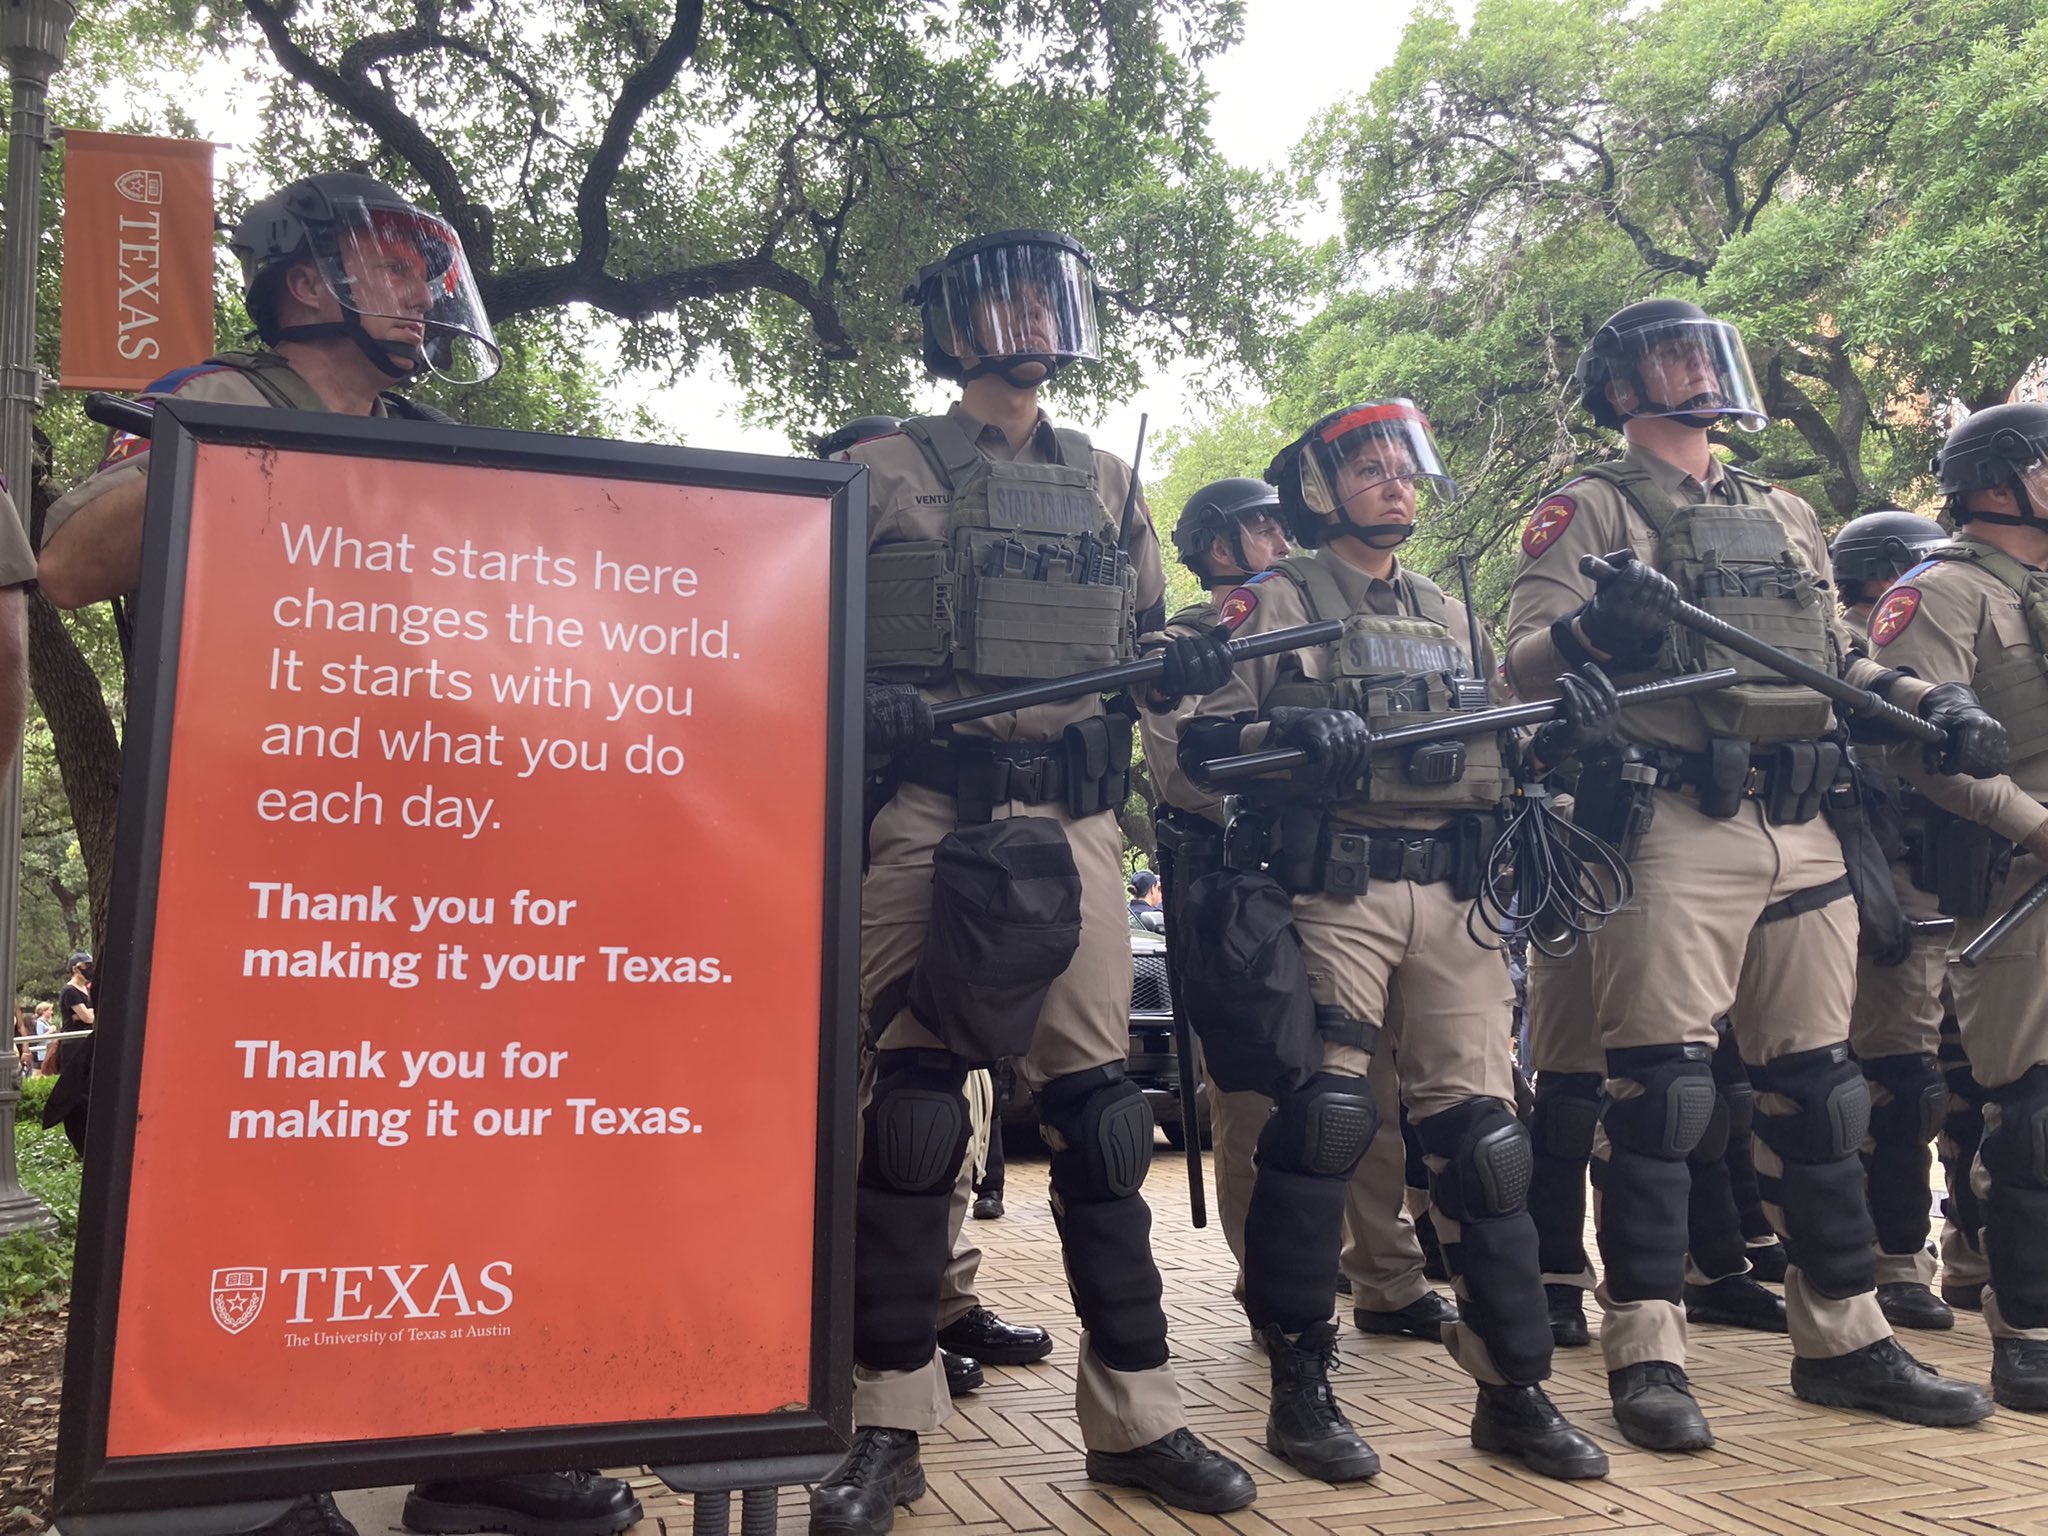 TEXAS
What starts here
changes the world.
It starts with you
and what you do
each day.
Thank you for
making it your Texas.
Thank you for
making it our Texas.
TEXAS
The University of Texas at Austin
STATE TROOPER
STATE TROOPER